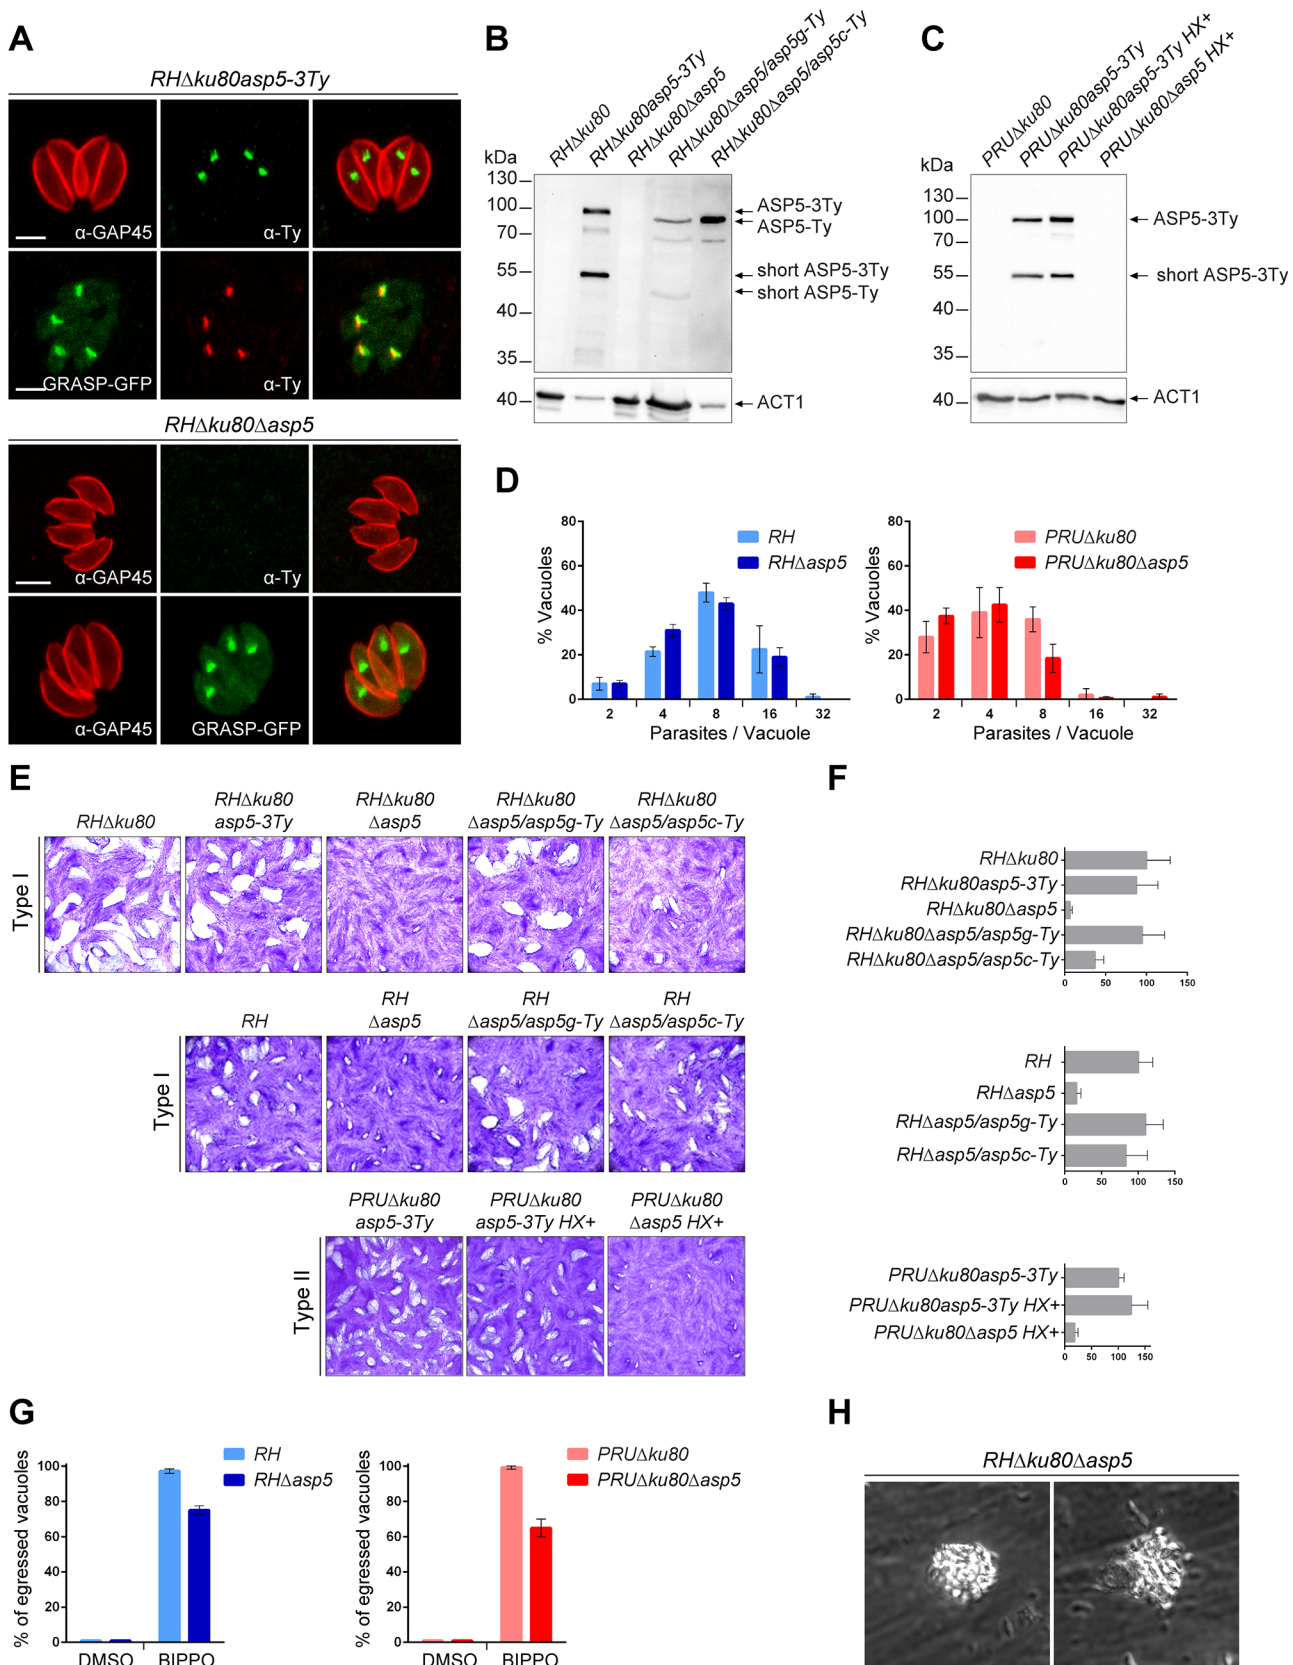 A
RHΔku80asp5-3Ty
α-GAP45
α-Ty
GRASP-GFP
α-Ty
RHΔku80Δasp5
α-GAP45
α-Ty
α-GAP45
GRASP-GFP
B
RHΔku80
RHΔku80asp5-3Ty
RHΔku80Δasp5
RHΔku80Δasp5/asp5g-Ty
RHΔku80Δasp5/asp5c-Ty
kDa
130
100
70
55
40
35
40
ASP5-3Ty
ASP5-Ty
short ASP5-3Ty
short ASP5-Ty
ACT1
C
PRUΔku80
PRUΔku80asp5-3Ty
PRUΔku80asp5-3Ty HX+
PRUΔku80Δasp5 HX+
kDa
130
100
70
55
40
35
40
ASP5-3Ty
short ASP5-3Ty
ACT1
D
% Vacuoles
80
60
40
20
0
RH
RHΔasp5
2 4 8 16 32
Parasites / Vacuole
% Vacuoles
80
60
40
20
0
PRUΔku80
PRUΔku80Δasp5
2 4 8 16 32
Parasites / Vacuole
E
Type I
RHΔku80
RHΔku80
asp5-3Ty
RHΔku80
Δasp5
RHΔku80
Δasp5/asp5g-Ty
RHΔku80
Δasp5/asp5c-Ty
Type I
RH
RH
Δasp5
RH
Δasp5/asp5g-Ty
RH
Δasp5/asp5c-Ty
Type II
PRUΔku80
asp5-3Ty
PRUΔku80
asp5-3Ty HX+
PRUΔku80
Δasp5 HX+
F
RHΔku80
RHΔku80asp5-3Ty
RHΔku80Δasp5
RHΔku80Δasp5/asp5g-Ty
RHΔku80Δasp5/asp5c-Ty
0 50 100 150
RH
RHΔasp5
RHΔasp5/asp5g-Ty
RHΔasp5/asp5c-Ty
0 50 100 150
PRUΔku80asp5-3Ty
PRUΔku80asp5-3Ty HX+
PRUΔku80Δasp5 HX+
0 50 100 150
G
% of egressed vacuoles
100
80
60
40
20
0
RH
RHΔasp5
DMSO BIPPO
% of egressed vacuoles
100
80
60
40
20
0
PRUΔku80
PRUΔku80Δasp5
DMSO BIPPO
H
RHΔku80Δasp5